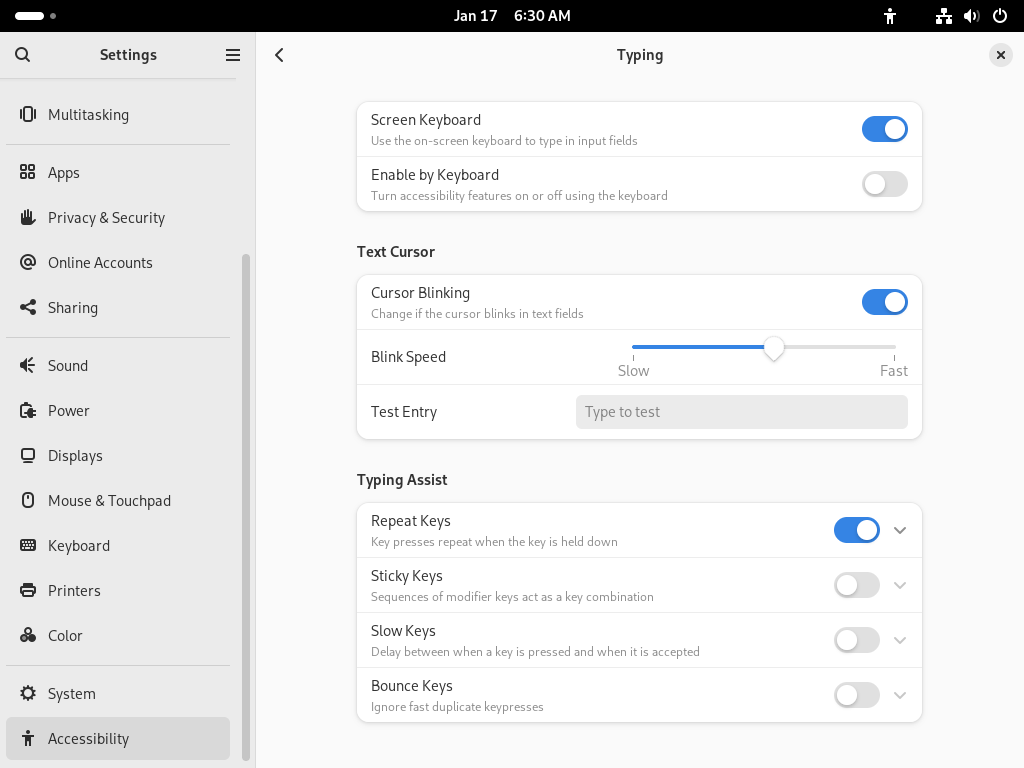 Jan 17 6:30 AM
Settings
Typing
Multitasking
Apps
Privacy & Security
Online Accounts
Sharing
Sound
Power
Displays
Mouse & Touchpad
Keyboard
Printers
Color
System
Accessibility
Screen Keyboard
Use the on-screen keyboard to type in input fields
Enable by Keyboard
Turn accessibility features on or off using the keyboard
Text Cursor
Cursor Blinking
Change if the cursor blinks in text fields
Blink Speed
Slow Fast
Test Entry Type to test
Typing Assist
Repeat Keys
Key presses repeat when the key is held down
Sticky Keys
Sequences of modifier keys act as a key combination
Slow Keys
Delay between when a key is pressed and when it is accepted
Bounce Keys
Ignore fast duplicate keypresses